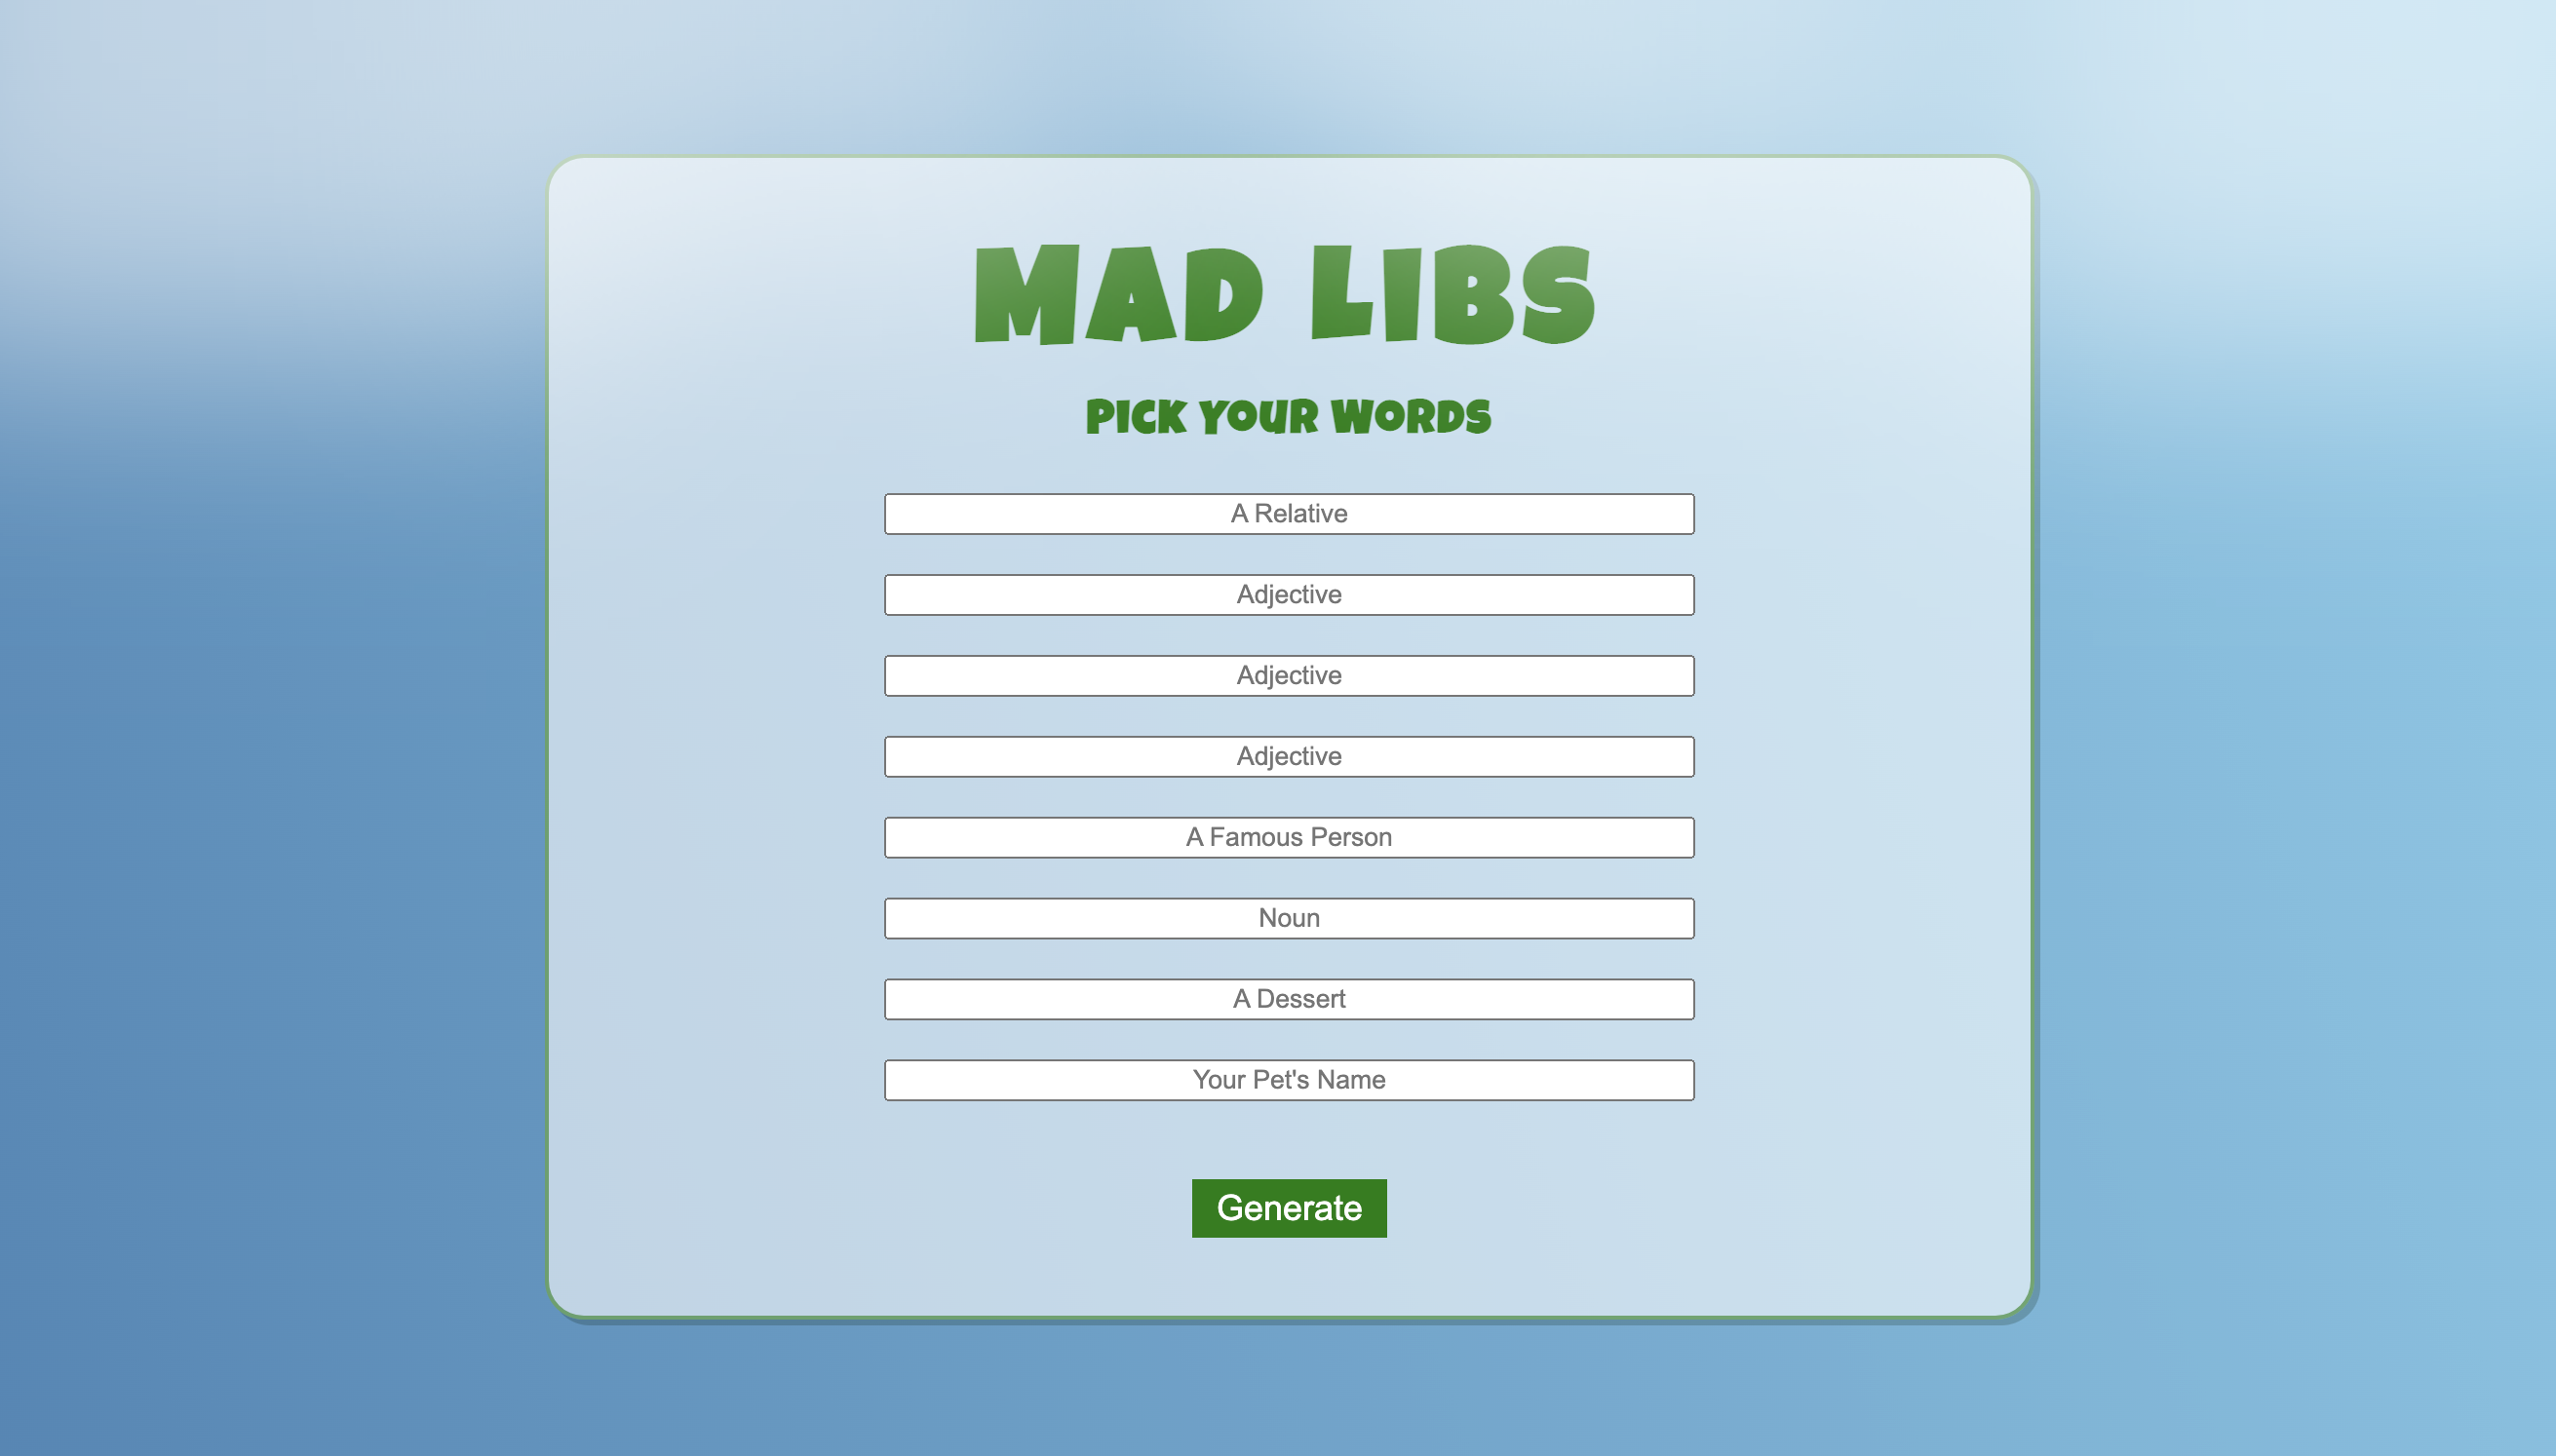 MAD LIBS
PICK YOUR WORDS
A Relative
Adjective
Adjective
Adjective
A Famous Person
Noun
A Dessert
Your Pet's Name
Generate